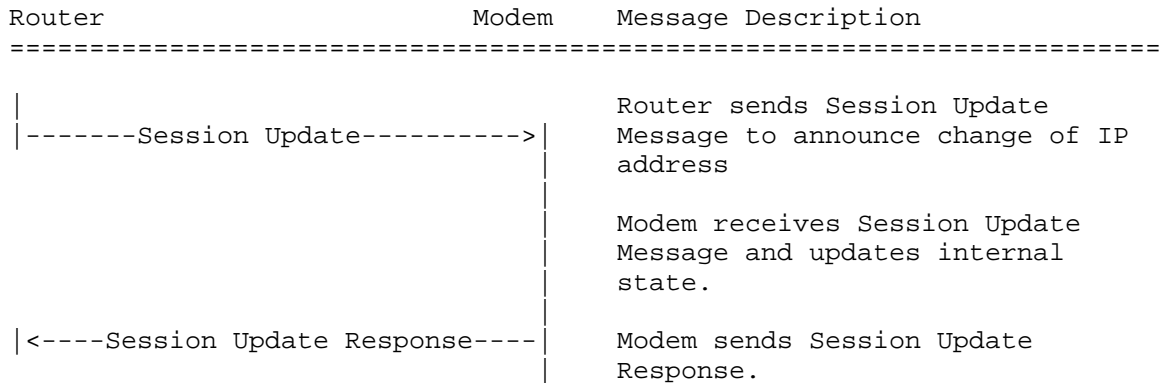 Router                       Modem    Message Description
========================================================================

|                                     Router sends Session Update
|-------Session Update---------->|    Message to announce change of IP
                                 |    address
                                 |
                                 |    Modem receives Session Update
                                 |    Message and updates internal
                                 |    state.
                                 |
|<----Session Update Response----|    Modem sends Session Update
                                 |    Response.